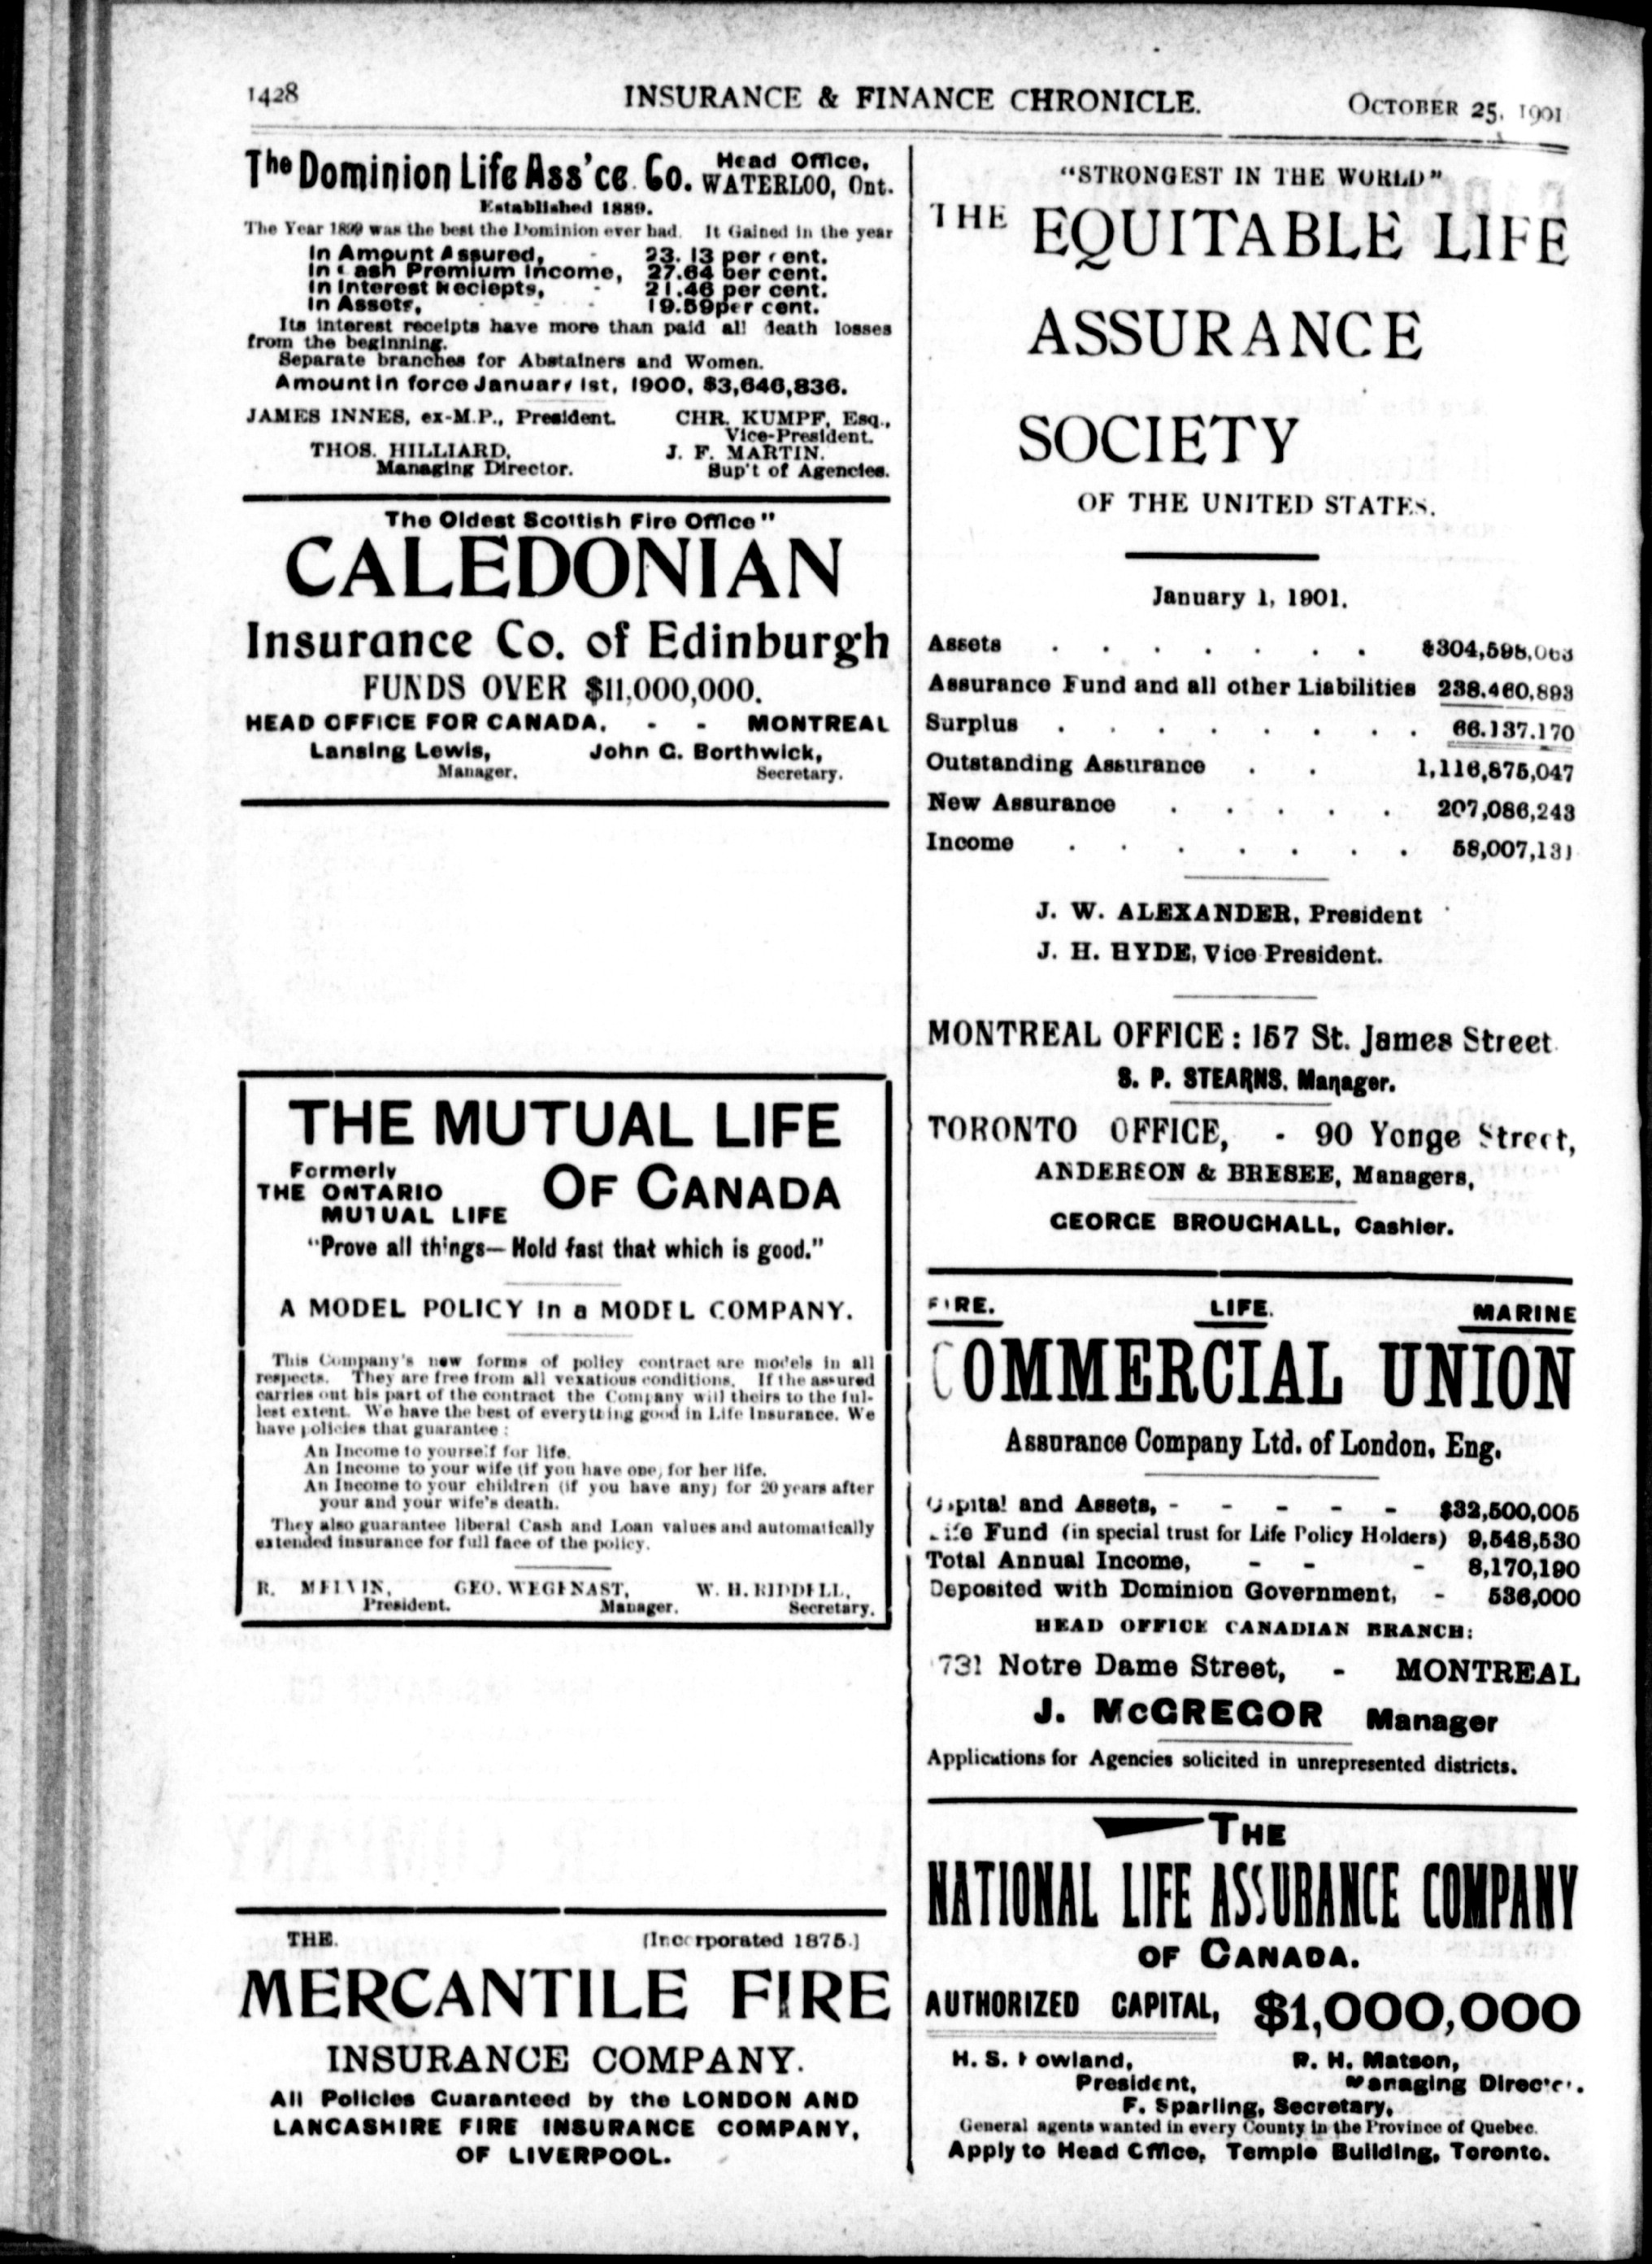 1428 INSURANCE & FINANCE CHRONICLE. OCTOBER 25, 1901
The Dominion Life Ass'ce Co. Head Office,
WATERLOO, Ont.
Established 1889.
The Year 1899 was the best the Dominion ever had. It Gained in the year
In Amount Assured, - 23.13 per cent.
In Cash Premium Income, 27.64 per cent.
In Interest Reciepts, - 21.46 per cent.
In Assets, - - - 19.59 per cent.
Its interest receipts have more than paid all death losses
from the beginning.
Separate branches for Abstainers and Women.
Amount in force January 1st, 1900, $3,646,836.
JAMES INNES, ex-M.P., President. CHR. KUMPF, Esq.,
Vice-President.
THOS. HILLIARD, J. F. MARTIN.
Managing Director. Sup't of Agencies.
The Oldest Scottish Fire Office"
CALEDONIAN
Insurance Co. of Edinburgh
FUNDS OVER $11,000,000.
HEAD OFFICE FOR CANADA, - - MONTREAL
Lansing Lewis, John G. Borthwick,
Manager. Secretary.
THE MUTUAL LIFE
Formerly
THE ONTARIO OF CANADA
MUTUAL LIFE
"Prove all things—Hold fast that which is good."
A MODEL POLICY in a MODEL COMPANY.
This Company's new forms of policy contract are models in all
respects. They are free from all vexatious conditions. If the assured
carries out his part of the contract the Company will theirs to the ful-
lest extent. We have the best of everything good in Life Insurance. We
have policies that guarantee:
An Income to yourself for life.
An Income to your wife (if you have one) for her life.
An Income to your children (if you have any) for 20 years after
your and your wife's death.
They also guarantee liberal Cash and Loan values and automatically
extended insurance for full face of the policy.
R. MELVIN, GEO. WEGENAST, W. H. RIDDELL,
President. Manager. Secretary.
THE. (Incorporated 1875.)
MERCANTILE FIRE
INSURANCE COMPANY.
All Policies Guaranteed by the LONDON AND
LANCASHIRE FIRE INSURANCE COMPANY,
OF LIVERPOOL.
"STRONGEST IN THE WORLD"
THE EQUITABLE LIFE
ASSURANCE
SOCIETY
OF THE UNITED STATES.
January 1, 1901.
Assets . . . . . . . $304,598,063
Assurance Fund and all other Liabilities 238,460,893
Surplus . . . . . . . . 66,137,170
Outstanding Assurance . . 1,116,875,047
New Assurance . . . . . 207,086,243
Income . . . . . . . 58,007,131
J. W. ALEXANDER, President
J. H. HYDE, Vice President.
MONTREAL OFFICE: 157 St. James Street
S. P. STEARNS, Manager.
TORONTO OFFICE, - 90 Yonge Street,
ANDERSON & BRESEE, Managers,
GEORGE BROUGHALL, Cashier.
FIRE. LIFE. MARINE
COMMERCIAL UNION
Assurance Company Ltd. of London, Eng.
Capital and Assets, - - - - - $32,500,005
Life Fund (in special trust for Life Policy Holders) 9,548,530
Total Annual Income, - - - 8,170,190
Deposited with Dominion Government, - 536,000
HEAD OFFICE CANADIAN BRANCH:
731 Notre Dame Street, - MONTREAL
J. McGREGOR Manager
Applications for Agencies solicited in unrepresented districts.
THE
NATIONAL LIFE ASSURANCE COMPANY
OF CANADA.
AUTHORIZED CAPITAL, $1,000,000
H. S. Howland, R. H. Matson,
President, Managing Director.
F. Sparling, Secretary,
General agents wanted in every County in the Province of Quebec.
Apply to Head Office, Temple Building, Toronto.